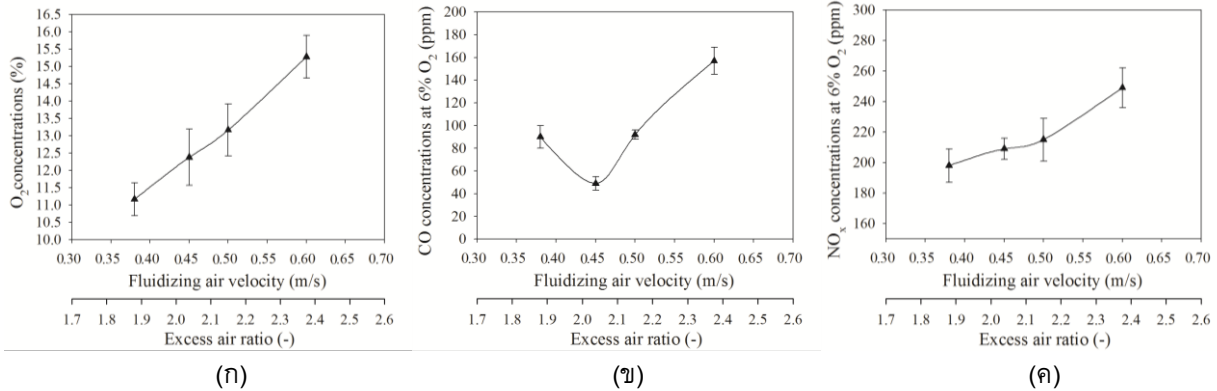 O2concentrations (%)
16.5
16.0
15.5
15.0
14.5
14.0
13.5
13.0
12.5
12.0
11.5
11.0
10.5
10.0
0.30 0.35 0.40 0.45 0.50 0.55 0.60 0.65 0.70
Fluidizing air velocity (m/s)
1.7 1.8 1.9 2.0 2.1 2.2 2.3 2.4 2.5 2.6
Excess air ratio (-)
(ก)
CO concentrations at 6% O2 (ppm)
200
180
160
140
120
100
80
60
40
20
0
0.30 0.35 0.40 0.45 0.50 0.55 0.60 0.65 0.70
Fluidizing air velocity (m/s)
1.7 1.8 1.9 2.0 2.1 2.2 2.3 2.4 2.5 2.6
Excess air ratio (-)
(ข)
NOx concentrations at 6% O2 (ppm)
300
280
260
240
220
200
180
160
0.30 0.35 0.40 0.45 0.50 0.55 0.60 0.65 0.70
Fluidizing air velocity (m/s)
1.7 1.8 1.9 2.0 2.1 2.2 2.3 2.4 2.5 2.6
Excess air ratio (-)
(ค)